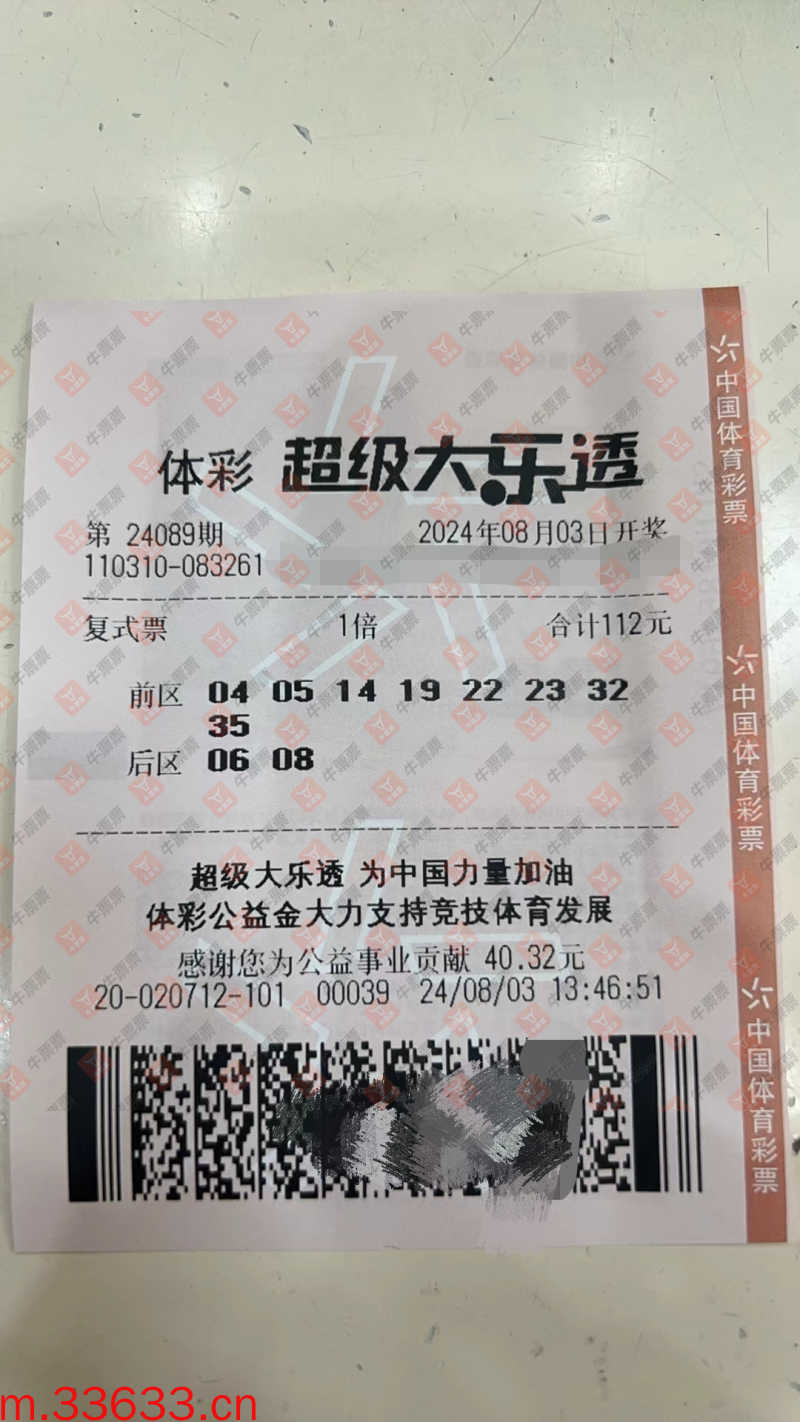 体彩 超级大乐透
第 24089期 2024年08月03日开奖
110310-083261
复式票 1倍 合计112元
前区 04 05 14 19 22 23 32
35
后区 06 08
超级大乐透 为中国力量加油
体彩公益金大力支持竞技体育发展
感谢您为公益事业贡献 40.32元
20-020712-101 00039 24/08/03 13:46:51
中国体育彩票
中国体育彩票
中国体育彩票
牛票票
m.33633.cn